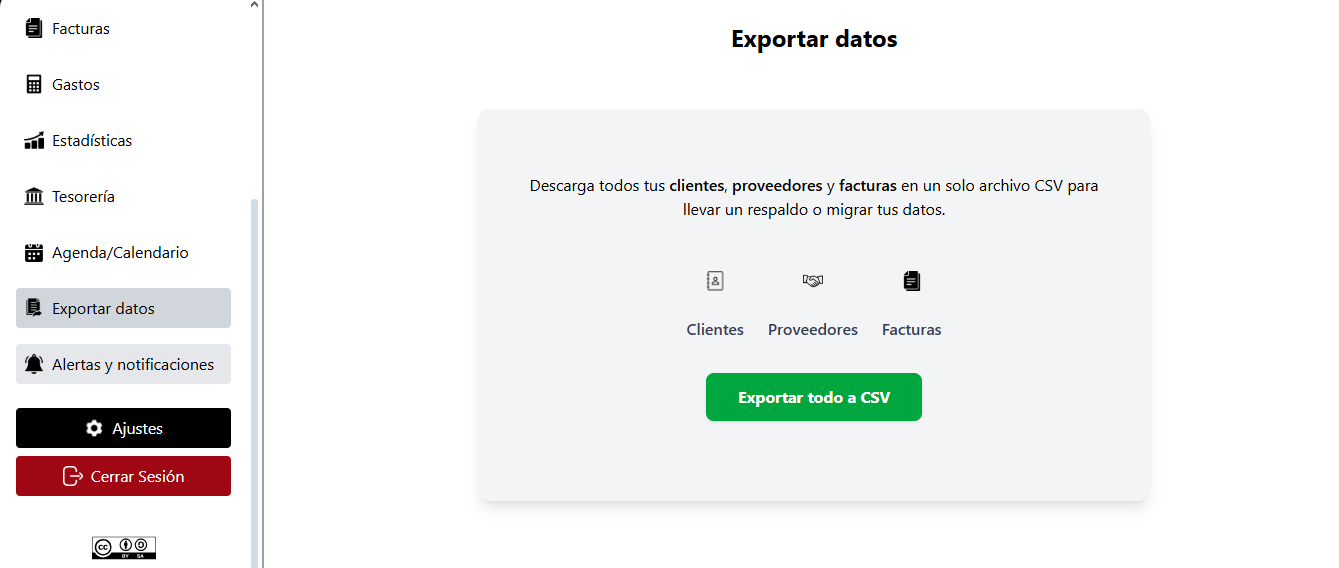 Facturas
Gastos
Estadísticas
Tesorería
Agenda/Calendario
Exportar datos
Alertas y notificaciones
Ajustes
Cerrar Sesión
cc
BY SA
Exportar datos
Descarga todos tus clientes, proveedores y facturas en un solo archivo CSV para
llevar un respaldo o migrar tus datos.
Clientes Proveedores Facturas
Exportar todo a CSV